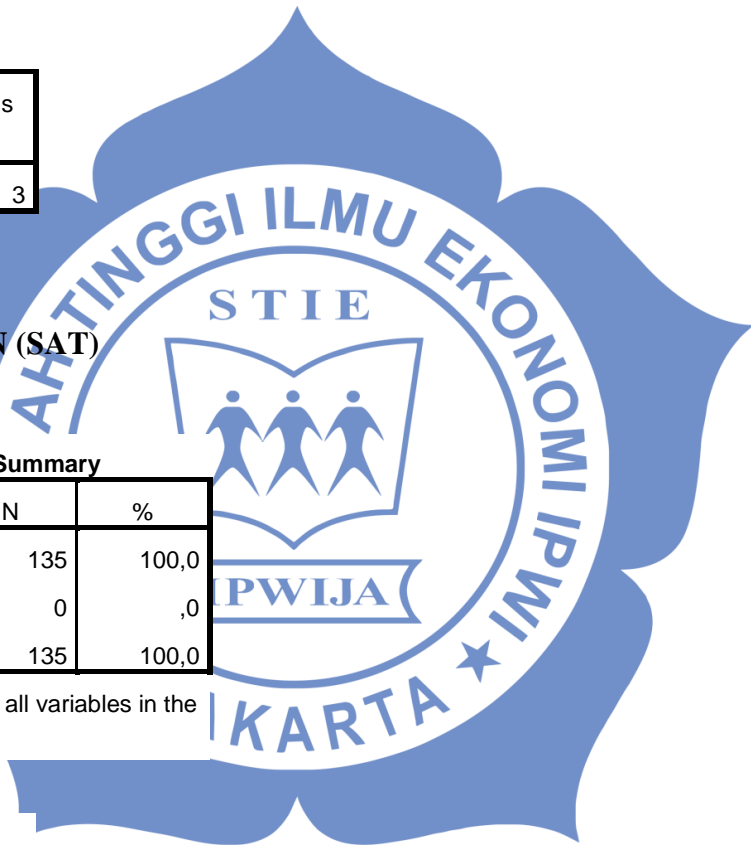 s
3
AH TINGGI ILMU EKONOMI IPWI
STIE
N (SAT)
Summary
N %
135 100,0
0 ,0
135 100,0
IPWIJA
all variables in the
KARTA ★